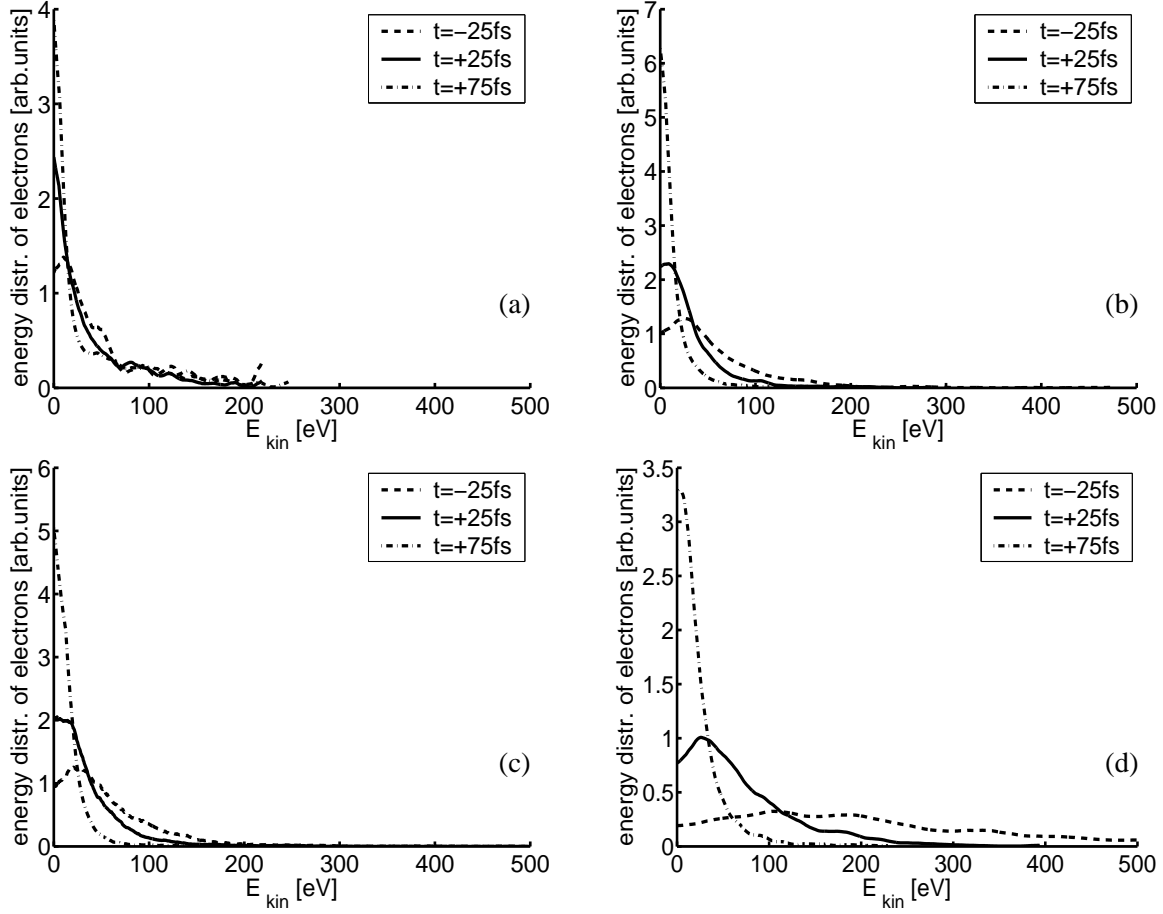 energy distr. of electrons [arb.units]
4
3
2
1
0
0 100 200 300 400 500
E kin [eV]
t=−25fs
t=+25fs
t=+75fs
(a)
energy distr. of electrons [arb.units]
7
6
5
4
3
2
1
0
0 100 200 300 400 500
E kin [eV]
t=−25fs
t=+25fs
t=+75fs
(b)
energy distr. of electrons [arb.units]
6
5
4
3
2
1
0
0 100 200 300 400 500
E kin [eV]
t=−25fs
t=+25fs
t=+75fs
(c)
energy distr. of electrons [arb.units]
3.5
3
2.5
2
1.5
1
0.5
0
0 100 200 300 400 500
E kin [eV]
t=−25fs
t=+25fs
t=+75fs
(d)